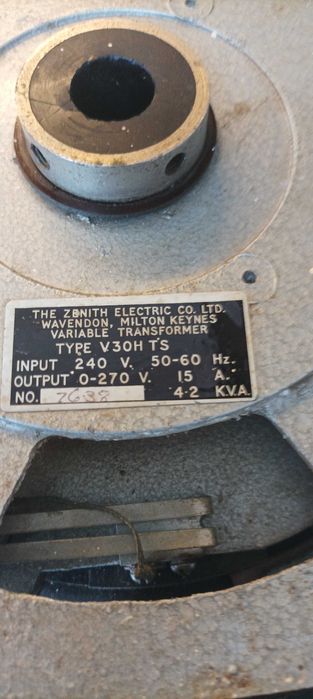 THE ZENITH ELECTRIC CO. LTD.
WAVENDON, MILTON KEYNES
VARIABLE TRANSFORMER
TYPE V30H TS
INPUT 240 V. 50-60 Hz.
OUTPUT 0-270 V. 15 A.
NO. 7638 4·2 KVA